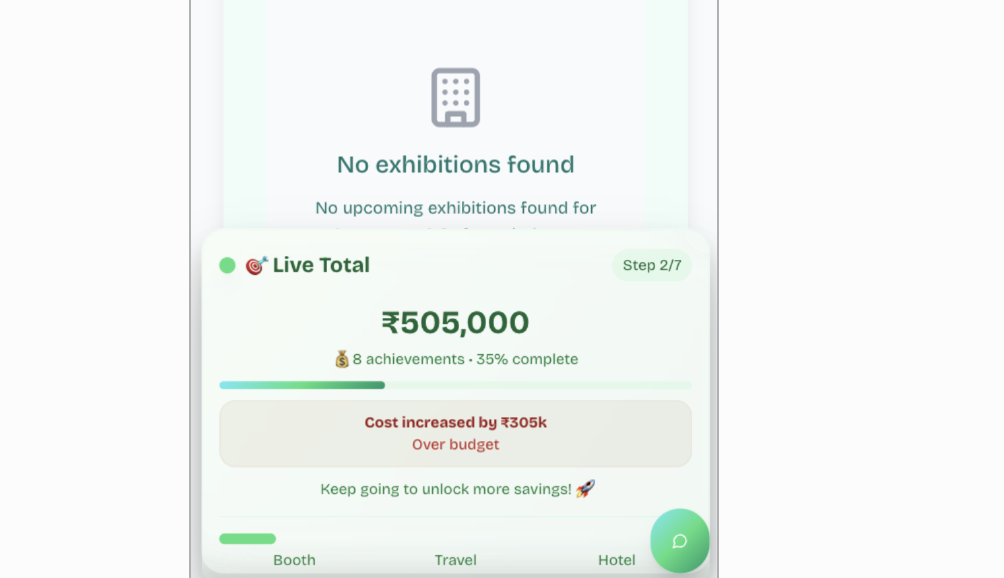 No exhibitions found
No upcoming exhibitions found for
🎯 Live Total
Step 2/7
₹505,000
💰 8 achievements • 35% complete
Cost increased by ₹305k
Over budget
Keep going to unlock more savings! 🚀
Booth Travel Hotel